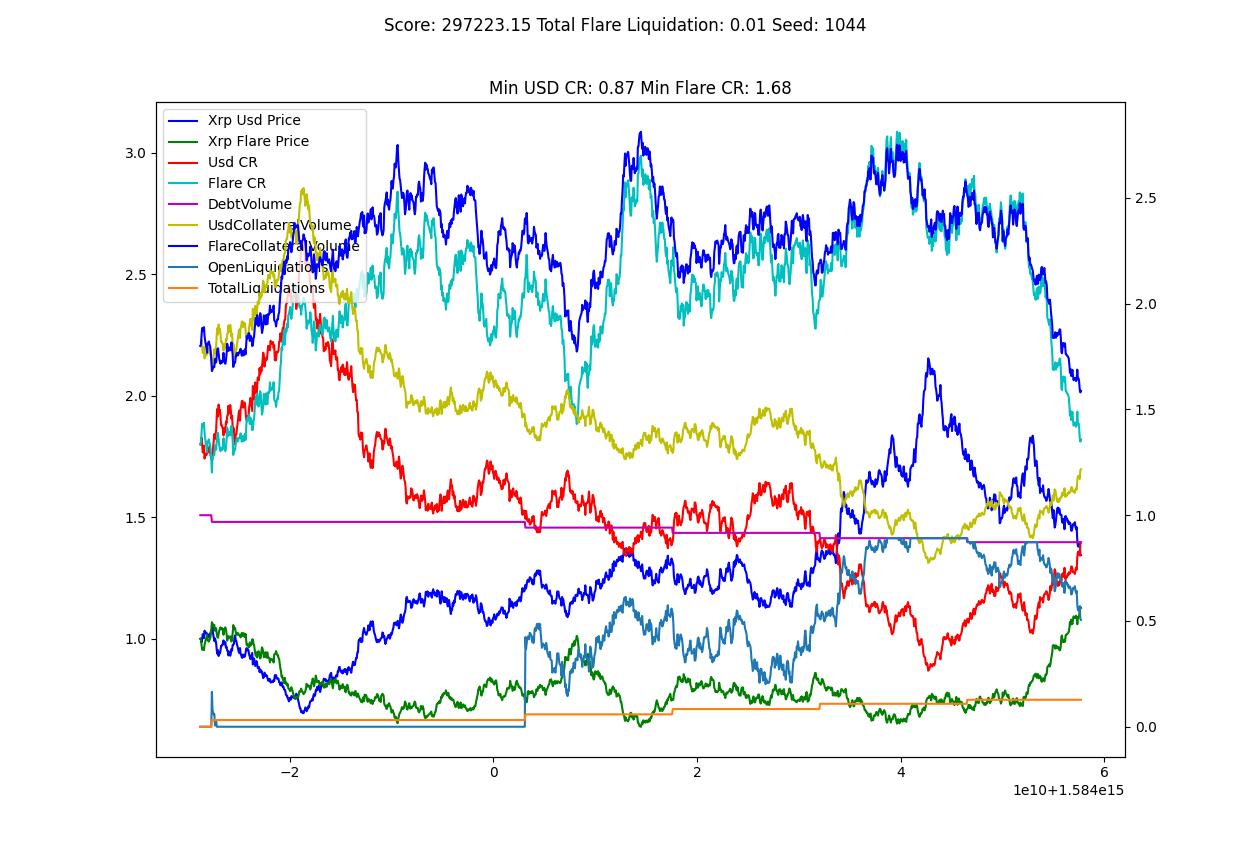 Score: 297223.15 Total Flare Liquidation: 0.01 Seed: 1044
Min USD CR: 0.87 Min Flare CR: 1.68
Xrp Usd Price
Xrp Flare Price
Usd CR
Flare CR
DebtVolume
UsdCollateralVolume
FlareCollateralVolume
OpenLiquidations
TotalLiquidations
3.0
2.5
2.0
1.5
1.0
2.5
2.0
1.5
1.0
0.5
0.0
−2
0
2
4
6
1e10+1.584e15